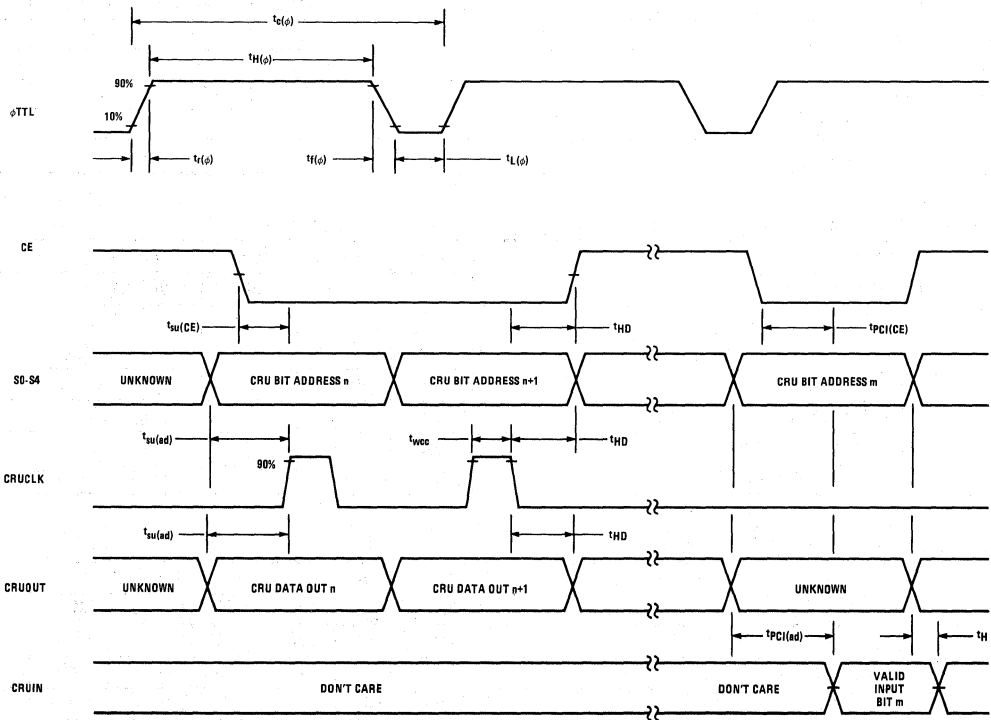 tc(φ)
tH(φ)
90%
φTTL
10%
tr(φ)
tf(φ)
tL(φ)
CE
tsu(CE)
tHD
tPCI(CE)
S0-S4
UNKNOWN
CRU BIT ADDRESS n
CRU BIT ADDRESS n+1
CRU BIT ADDRESS m
tsu(ad)
twcc
tHD
90%
CRUCLK
tsu(ad)
tHD
CRUOUT
UNKNOWN
CRU DATA OUT n
CRU DATA OUT n+1
UNKNOWN
tPCI(ad)
tH
CRUIN
DON'T CARE
DON'T CARE
VALID
INPUT
BIT m